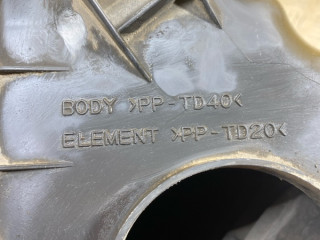 BODY >PP-TD40<
ELEMENT >PP-TD20<